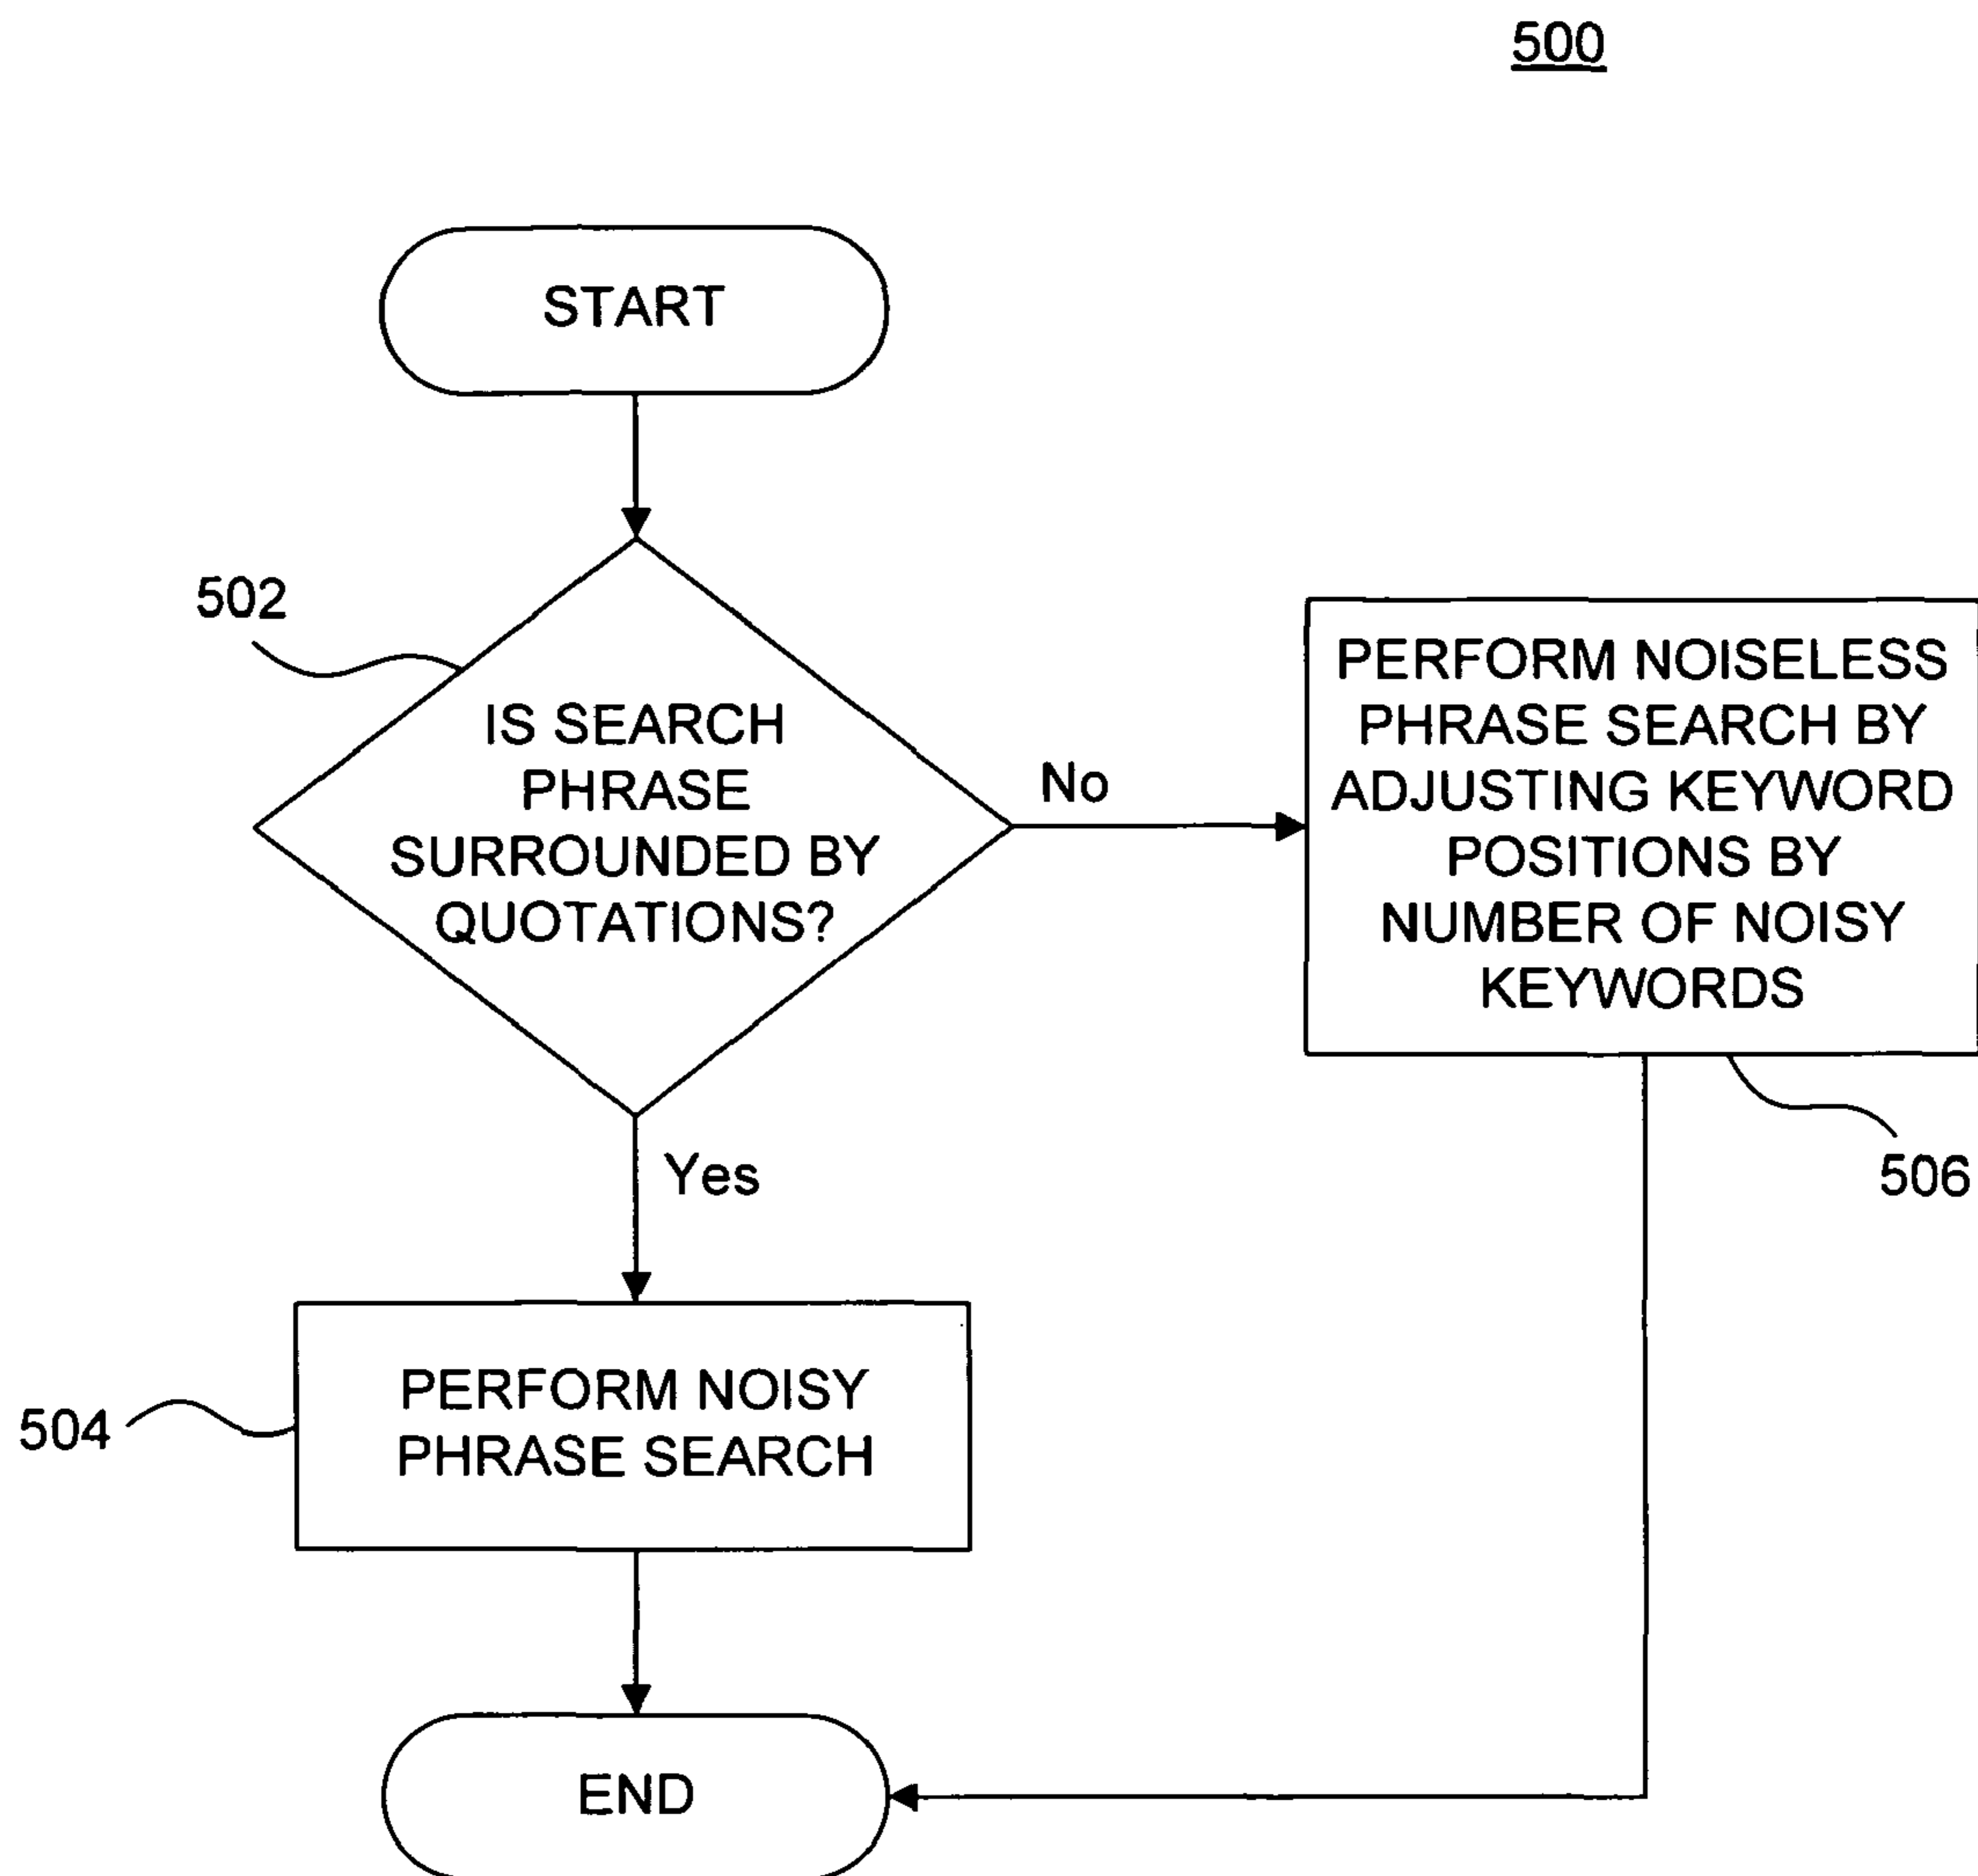 500
START
502
IS SEARCH
PHRASE
SURROUNDED BY
QUOTATIONS?
No
PERFORM NOISELESS
PHRASE SEARCH BY
ADJUSTING KEYWORD
POSITIONS BY
NUMBER OF NOISY
KEYWORDS
506
Yes
504
PERFORM NOISY
PHRASE SEARCH
END